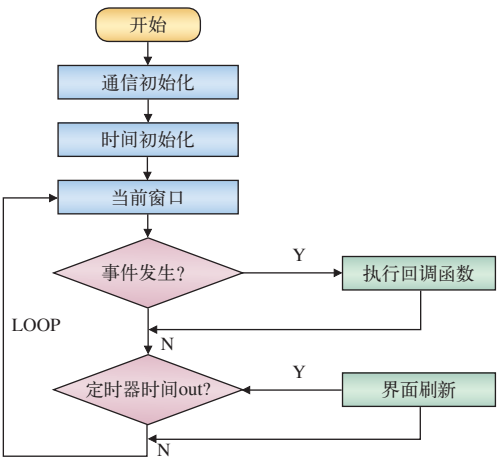 开始
通信初始化
时间初始化
当前窗口
事件发生?
Y
执行回调函数
LOOP
N
定时器时间out?
Y
界面刷新
N